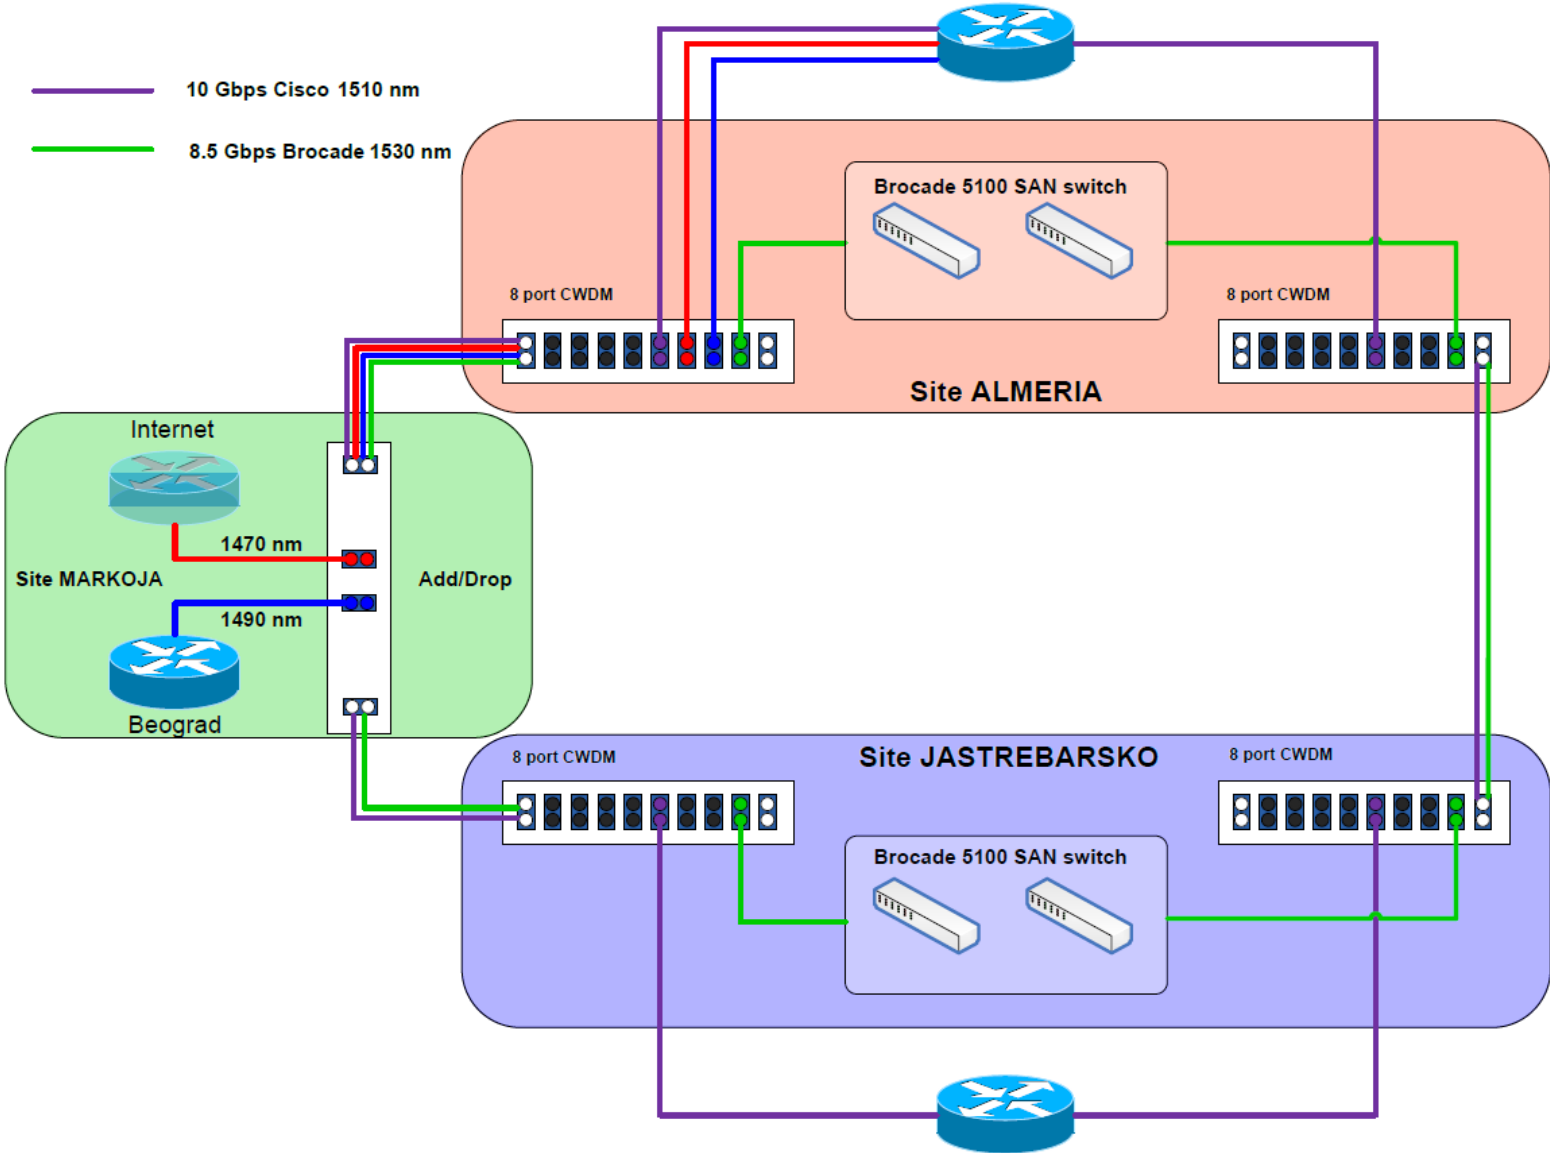 10 Gbps Cisco 1510 nm
8.5 Gbps Brocade 1530 nm
Brocade 5100 SAN switch
8 port CWDM
8 port CWDM
Site ALMERIA
Internet
1470 nm
Site MARKOJA
Add/Drop
1490 nm
Beograd
8 port CWDM
Site JASTREBARSKO
8 port CWDM
Brocade 5100 SAN switch